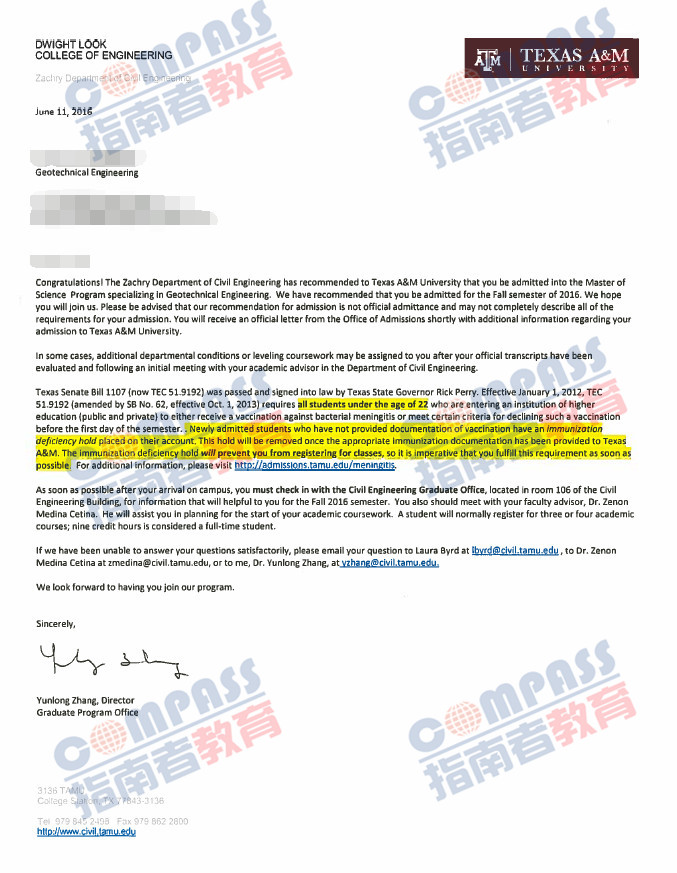 DWIGHT LOOK
COLLEGE OF ENGINEERING
TEXAS A&M
UNIVERSITY
ATM
Zachry Department of Civil Engineering
June 11, 2016
Geotechnical Engineering
Congratulations! The Zachry Department of Civil Engineering has recommended to Texas A&M University that you be admitted into the Master of
Science Program specializing in Geotechnical Engineering. We have recommended that you be admitted for the Fall semester of 2016. We hope
you will join us. Please be advised that our recommendation for admission is not official admittance and may not completely describe all of the
requirements for your admission. You will receive an official letter from the Office of Admissions shortly with additional information regarding your
admission to Texas A&M University.
In some cases, additional departmental conditions or leveling coursework may be assigned to you after your official transcripts have been
evaluated and following an initial meeting with your academic advisor in the Department of Civil Engineering.
Texas Senate Bill 1107 (now TEC 51.9192) was passed and signed into law by Texas State Governor Rick Perry. Effective January 1, 2012, TEC
51.9192 (amended by SB No. 62, effective Oct. 1, 2013) requires all students under the age of 22 who are entering an institution of higher
education (public and private) to either receive a vaccination against bacterial meningitis or meet certain criteria for declining such a vaccination
before the first day of the semester. . Newly admitted students who have not provided documentation of vaccination have an immunization
deficiency hold placed on their account. This hold will be removed once the appropriate immunization documentation has been provided to Texas
A&M. The immunization deficiency hold will prevent you from registering for classes, so it is imperative that you fulfill this requirement as soon as
possible. For additional information, please visit http://admissions.tamu.edu/meningitis.
As soon as possible after your arrival on campus, you must check in with the Civil Engineering Graduate Office, located in room 106 of the Civil
Engineering Building, for information that will helpful to you for the Fall 2016 semester. You also should meet with your faculty advisor, Dr. Zenon
Medina Cetina. He will assist you in planning for the start of your academic coursework. A student will normally register for three or four academic
courses; nine credit hours is considered a full-time student.
If we have been unable to answer your questions satisfactorily, please email your question to Laura Byrd at lbyrd@civil.tamu.edu , to Dr. Zenon
Medina Cetina at zmedina@civil.tamu.edu, or to me, Dr. Yunlong Zhang, at yzhang@civil.tamu.edu.
We look forward to having you join our program.
Sincerely,
Yunlong Zhang, Director
Graduate Program Office
3136 TAMU
College Station, TX 77843-3136
Tel. 979 845 2498 Fax 979 862 2800
http://www.civil.tamu.edu
COMPASS
指南者教育
COMPASS
指南者教育
COMPASS
指南者教育
COMPASS
指南者教育